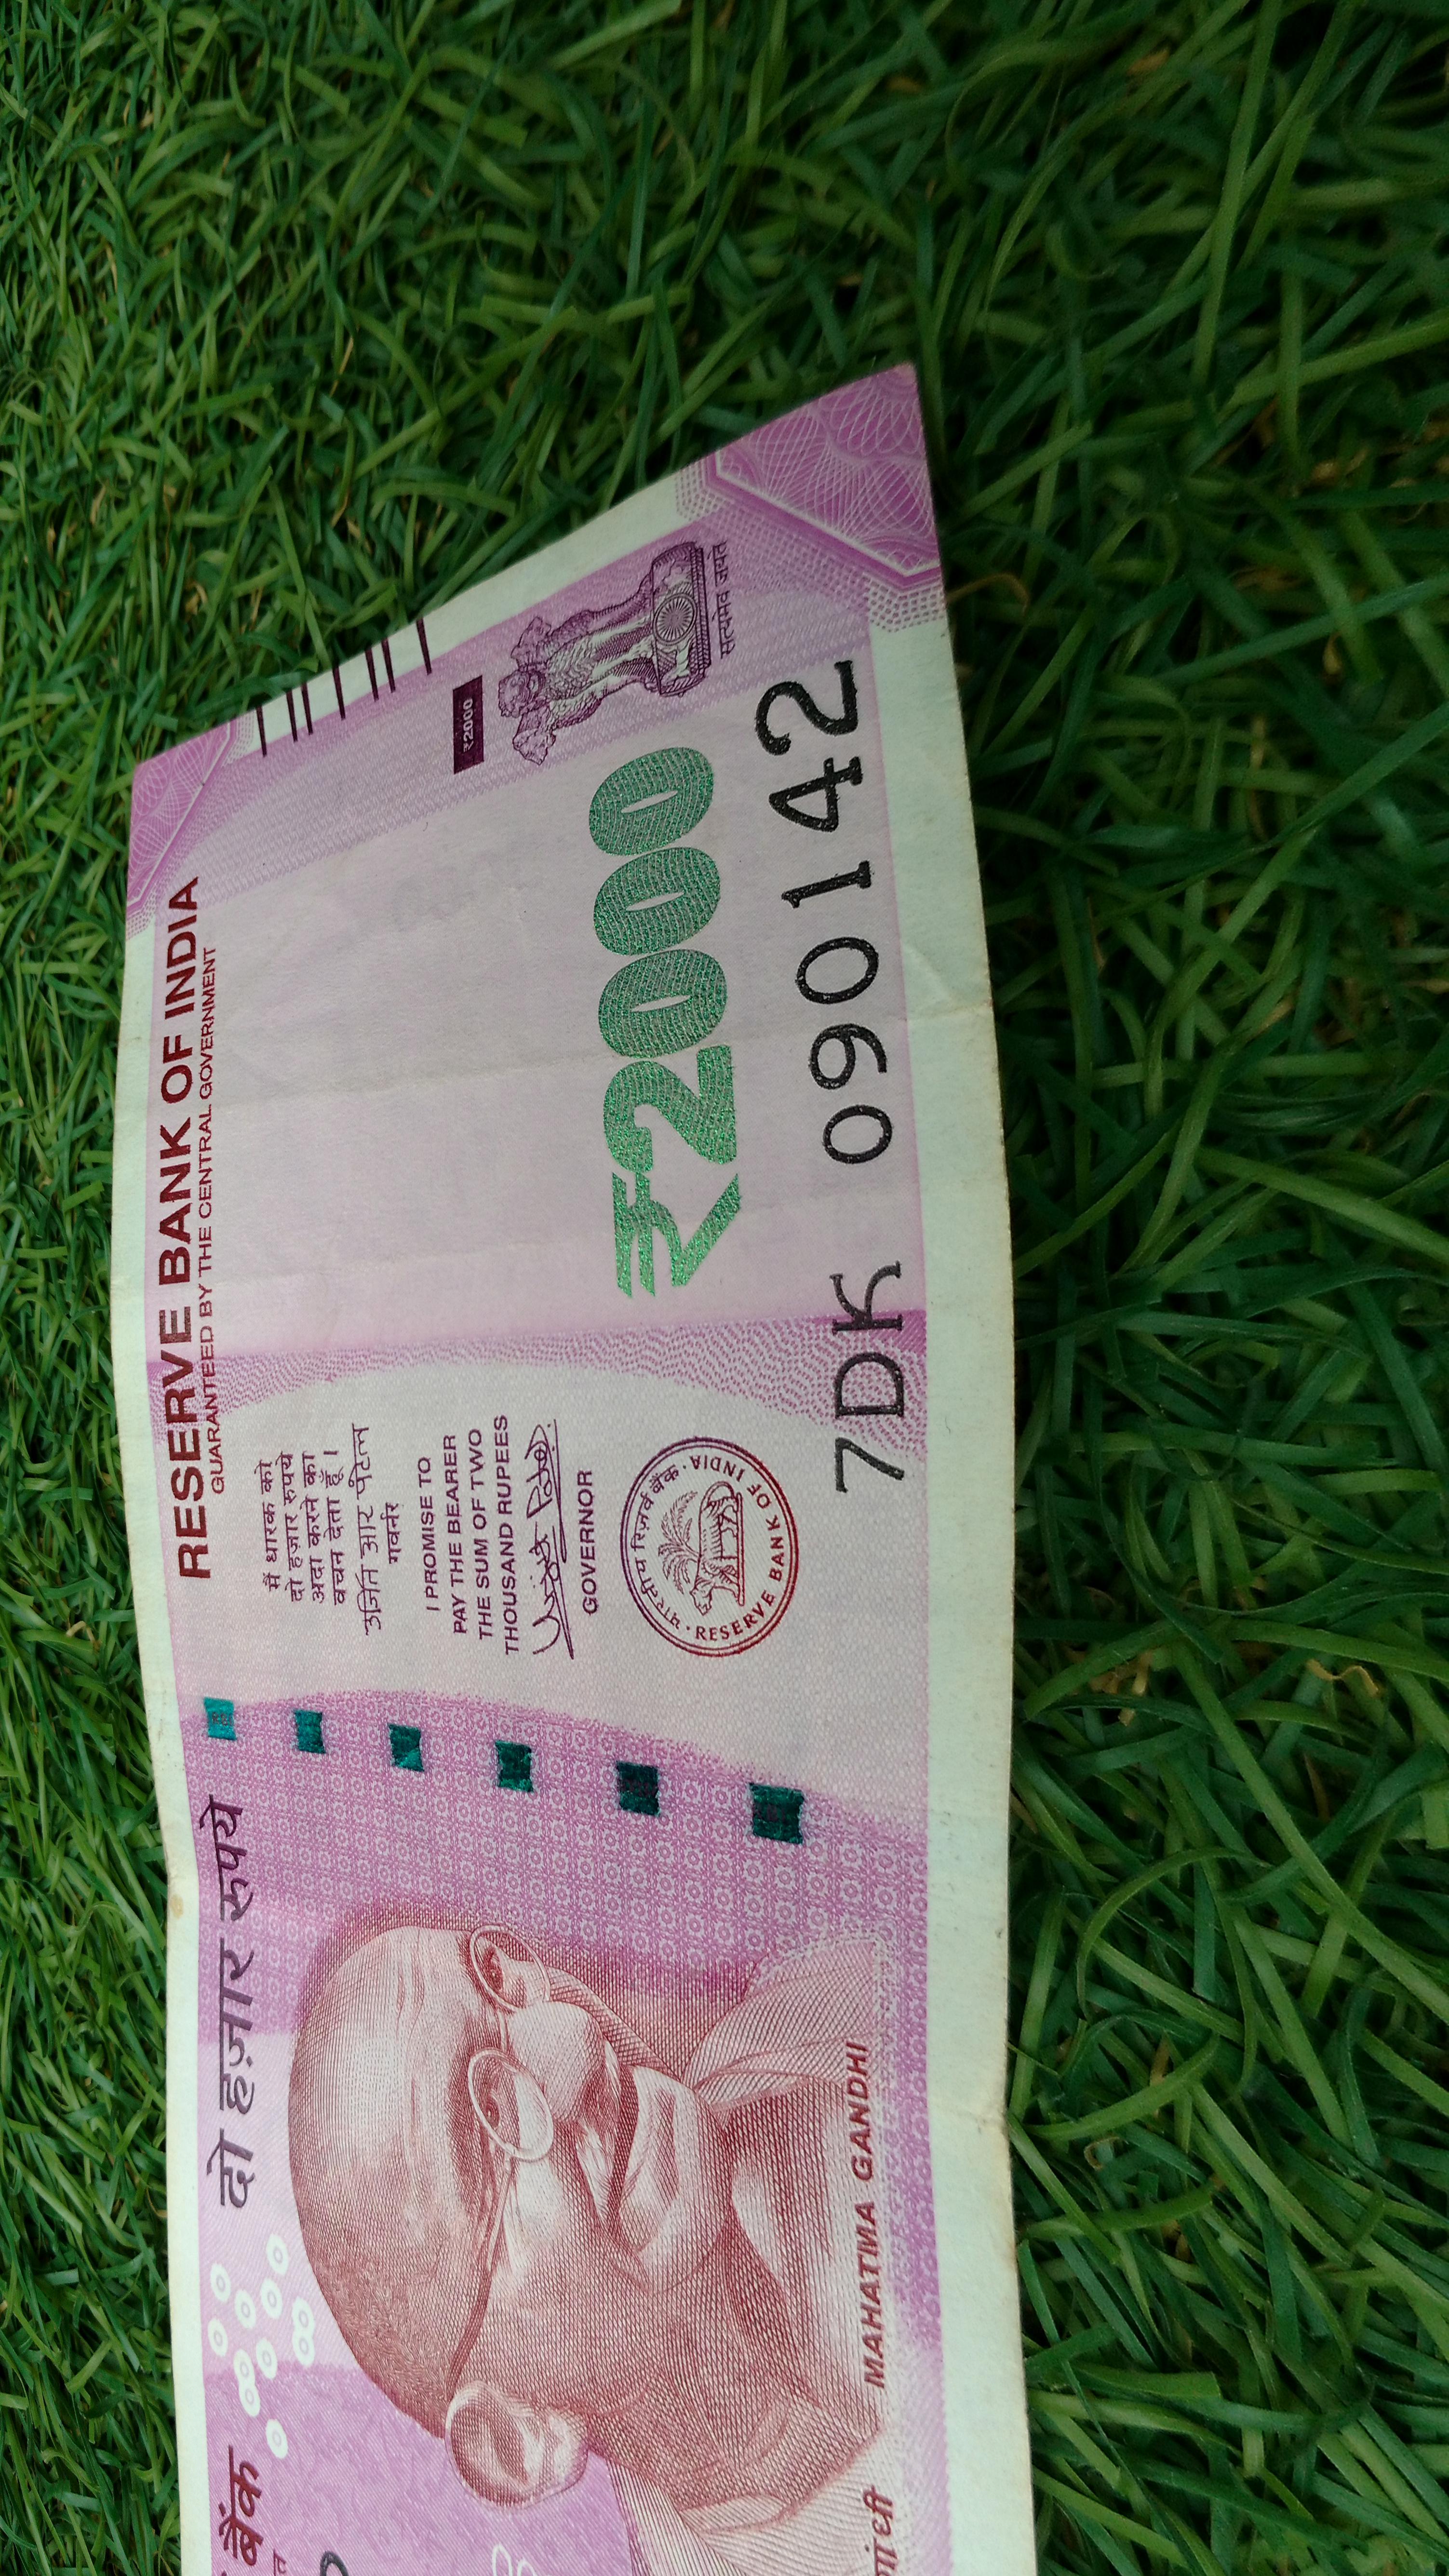 बैंक
दो हज़ार रुपये
RESERVE BANK OF INDIA
GUARANTEED BY THE CENTRAL GOVERNMENT
मैं धारक को
दो हज़ार रुपये
अदा करने का
वचन देता हूँ।
उर्जित आर पटेल
गवर्नर
I PROMISE TO
PAY THE BEARER
THE SUM OF TWO
THOUSAND RUPEES
GOVERNOR
भारतीय रिज़र्व बैंक
RESERVE BANK OF INDIA
₹2000
₹2000
सत्यमेव जयते
7DK 090142
MAHATMA GANDHI